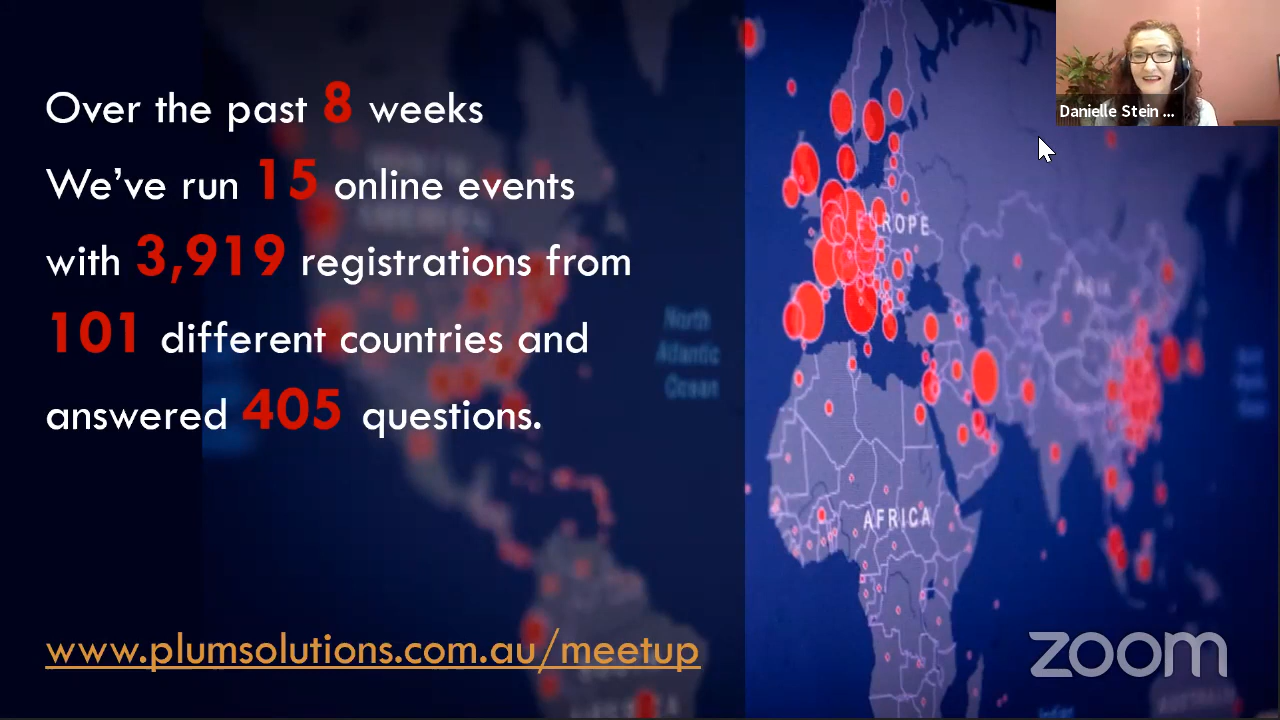 Over the past 8 weeks
We’ve run 15 online events
with 3,919 registrations from
101 different countries and
answered 405 questions.
www.plumsolutions.com.au/meetup
Danielle Stein ...
EUROPE
ASIA
North
Atlantic
Ocean
AFRICA
zoom